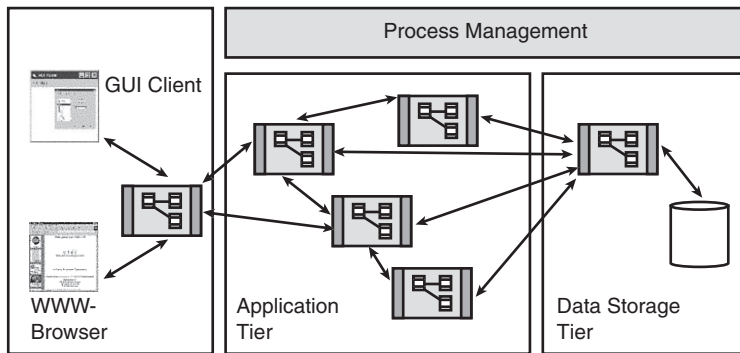 Process Management
GUI Client
WWW-
Browser
Application
Tier
Data Storage
Tier